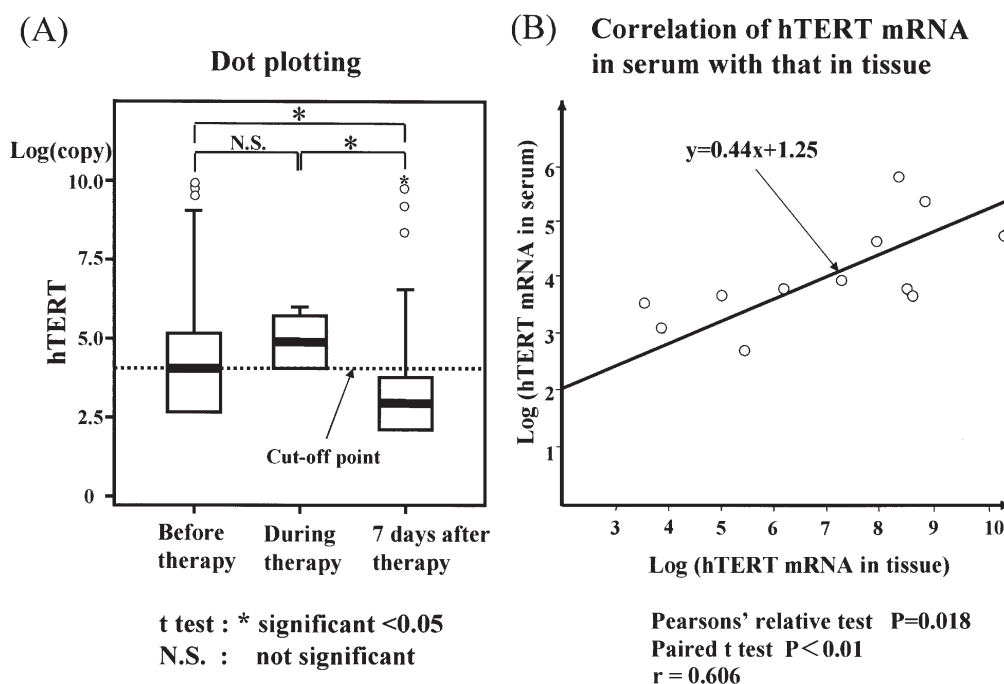 (A)
Dot plotting
Log(copy)
10.0
7.5
5.0
2.5
0
hTERT
*
N.S.
*
*
Cut-off point
Before therapy
During therapy
7 days after therapy
t test : * significant <0.05
N.S. : not significant
(B)
Correlation of hTERT mRNA
in serum with that in tissue
y=0.44x+1.25
Log (hTERT mRNA in serum)
6
5
4
3
2
1
3 4 5 6 7 8 9 10
Log (hTERT mRNA in tissue)
Pearsons’ relative test P=0.018
Paired t test P<0.01
r = 0.606